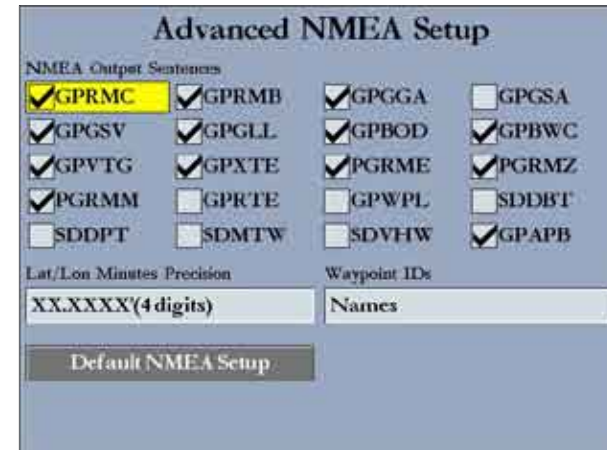 Advanced NMEA Setup
NMEA Output Sentences
GPRMC GPRMB GPGGA GPGSA
GPGSV GPGLL GPBOD GPBWC
GPVTG GPXTE PGRME PGRMZ
PGRMM GPRTE GPWPL SDDBT
SDDPT SDMTW SDVHW GPAPB
Lat/Lon Minutes Precision Waypoint IDs
XX.XXXX'(4 digits) Names
Default NMEA Setup